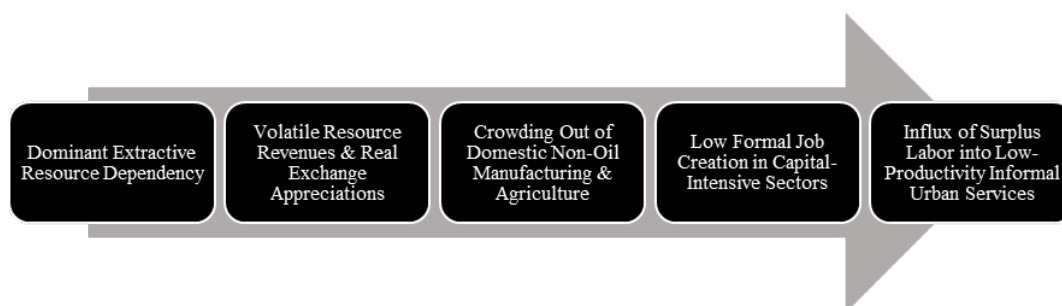 Dominant Extractive
Resource Dependency
Volatile Resource
Revenues & Real
Exchange
Appreciations
Crowding Out of
Domestic Non-Oil
Manufacturing &
Agriculture
Low Formal Job
Creation in Capital-
Intensive Sectors
Influx of Surplus
Labor into Low-
Productivity Informal
Urban Services